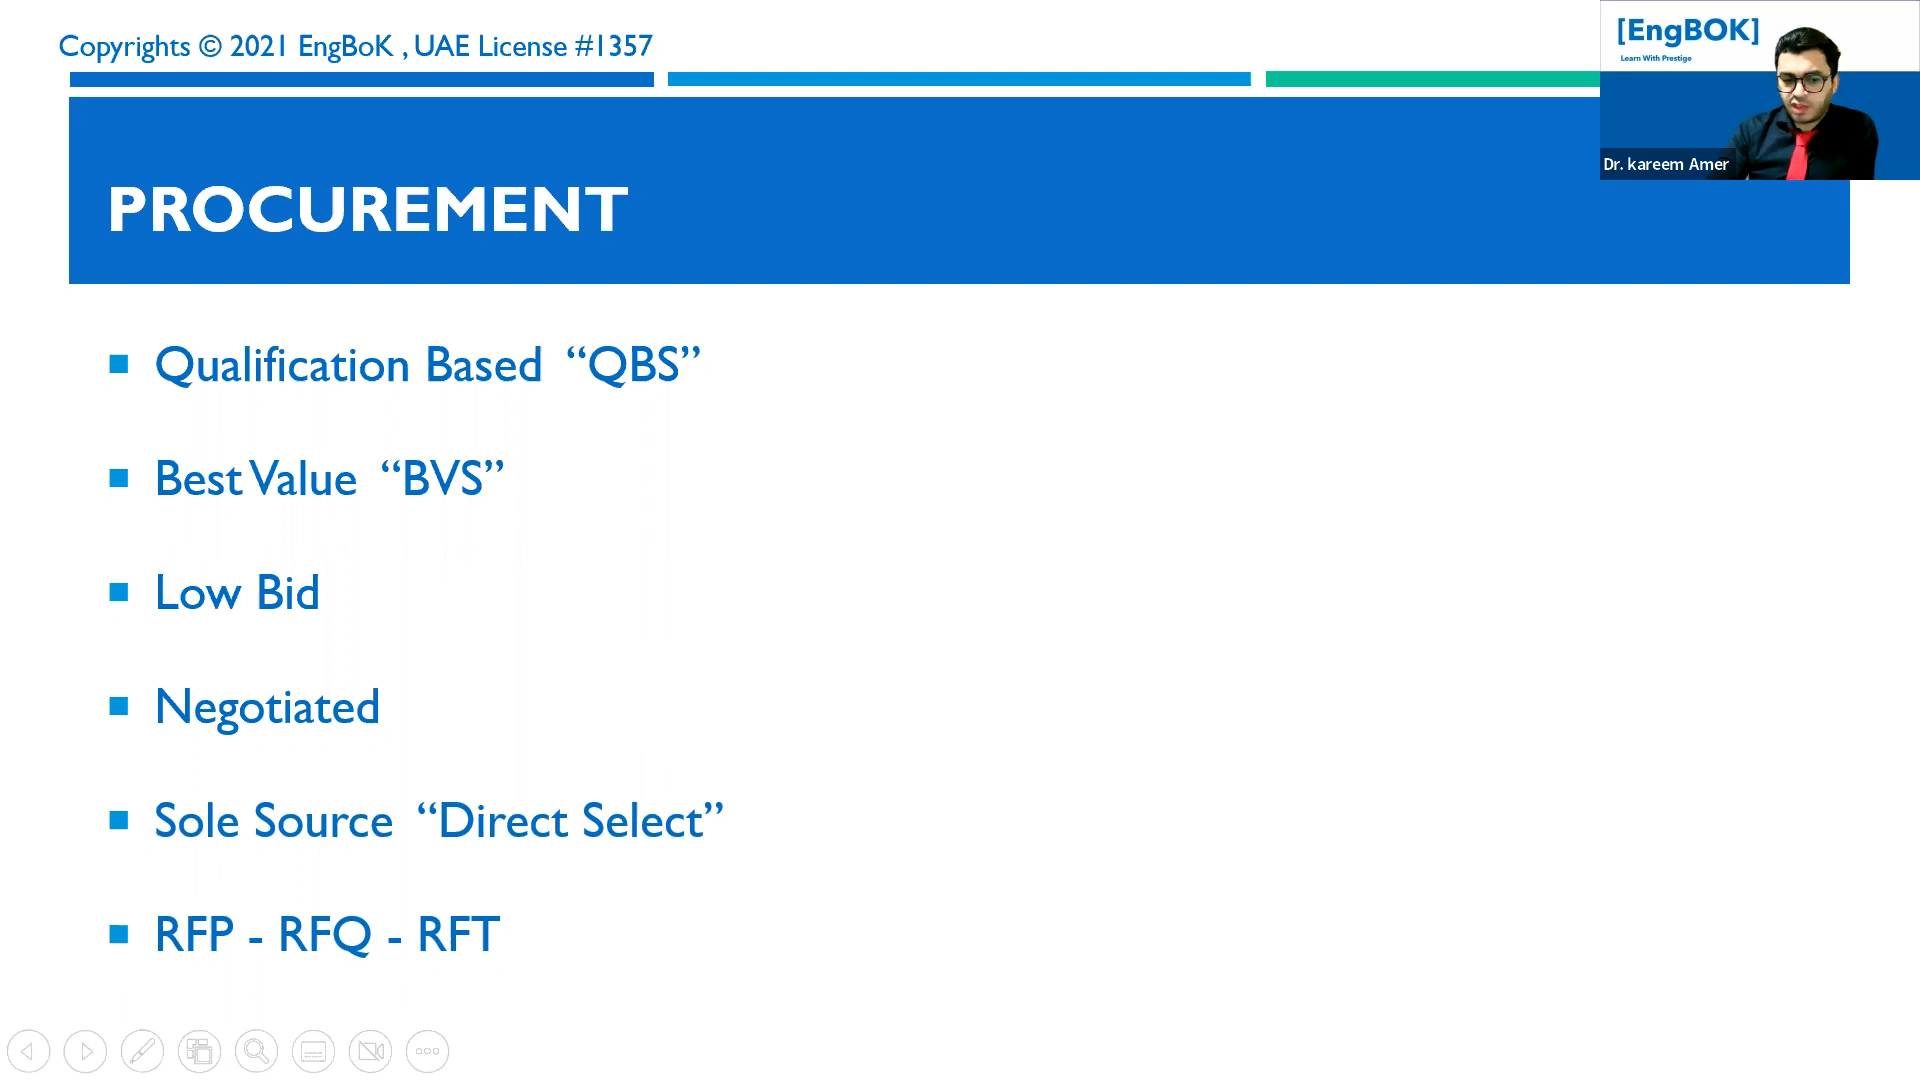 Copyrights © 2021 EngBoK , UAE License #1357
[EngBOK]
Learn With Prestige
Dr. kareem Amer
PROCUREMENT
Qualification Based “QBS”
Best Value “BVS”
Low Bid
Negotiated
Sole Source “Direct Select”
RFP - RFQ - RFT